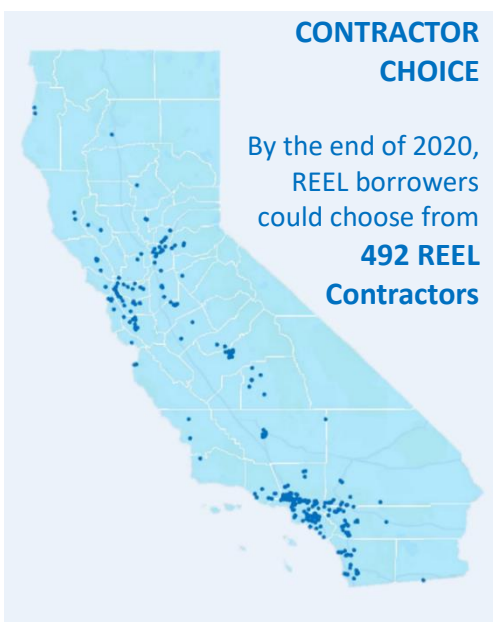 CONTRACTOR
CHOICE
By the end of 2020,
REEL borrowers
could choose from
492 REEL
Contractors